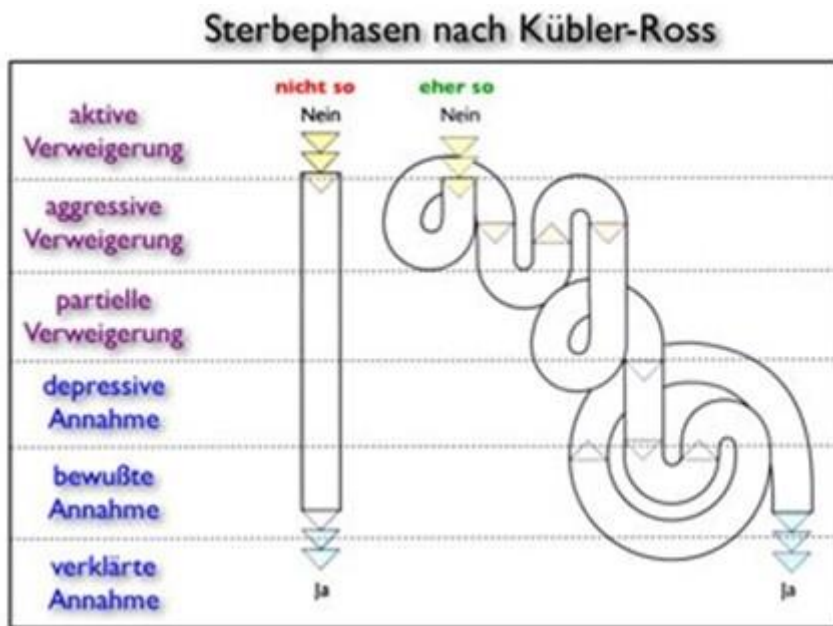 Sterbephasen nach Kübler-Ross
nicht so
eher so
Nein
Nein
aktive
Verweigerung
aggressive
Verweigerung
partielle
Verweigerung
depressive
Annahme
bewußte
Annahme
verklärte
Annahme
Ja
Ja